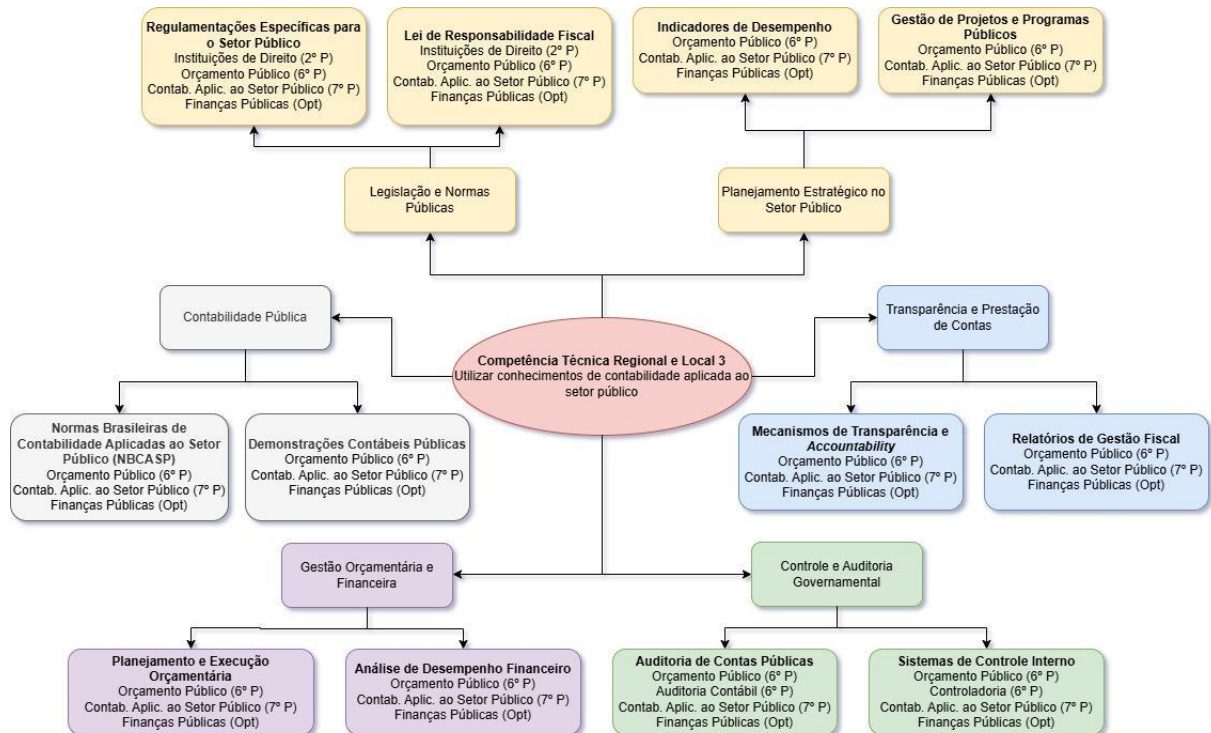 Regulamentações Específicas para
o Setor Público
Instituições de Direito (2º P)
Orçamento Público (6º P)
Contab. Aplic. ao Setor Público (7º P)
Finanças Públicas (Opt)
Lei de Responsabilidade Fiscal
Instituições de Direito (2º P)
Orçamento Público (6º P)
Contab. Aplic. ao Setor Público (7º P)
Finanças Públicas (Opt)
Indicadores de Desempenho
Orçamento Público (6º P)
Contab. Aplic. ao Setor Público (7º P)
Finanças Públicas (Opt)
Gestão de Projetos e Programas
Públicos
Orçamento Público (6º P)
Contab. Aplic. ao Setor Público (7º P)
Finanças Públicas (Opt)
Legislação e Normas
Públicas
Planejamento Estratégico no
Setor Público
Contabilidade Pública
Transparência e Prestação
de Contas
Competência Técnica Regional e Local 3
Utilizar conhecimentos de contabilidade aplicada ao
setor público
Normas Brasileiras de
Contabilidade Aplicadas ao Setor
Público (NBCASP)
Orçamento Público (6º P)
Contab. Aplic. ao Setor Público (7º P)
Finanças Públicas (Opt)
Demonstrações Contábeis Públicas
Orçamento Público (6º P)
Contab. Aplic. ao Setor Público (7º P)
Finanças Públicas (Opt)
Mecanismos de Transparência e
Accountability
Orçamento Público (6º P)
Contab. Aplic. ao Setor Público (7º P)
Finanças Públicas (Opt)
Relatórios de Gestão Fiscal
Orçamento Público (6º P)
Contab. Aplic. ao Setor Público (7º P)
Finanças Públicas (Opt)
Gestão Orçamentária e
Financeira
Controle e Auditoria
Governamental
Planejamento e Execução
Orçamentária
Orçamento Público (6º P)
Contab. Aplic. ao Setor Público (7º P)
Finanças Públicas (Opt)
Análise de Desempenho Financeiro
Orçamento Público (6º P)
Contab. Aplic. ao Setor Público (7º P)
Finanças Públicas (Opt)
Auditoria de Contas Públicas
Orçamento Público (6º P)
Auditoria Contábil (6º P)
Contab. Aplic. ao Setor Público (7º P)
Finanças Públicas (Opt)
Sistemas de Controle Interno
Orçamento Público (6º P)
Controladoria (6º P)
Contab. Aplic. ao Setor Público (7º P)
Finanças Públicas (Opt)